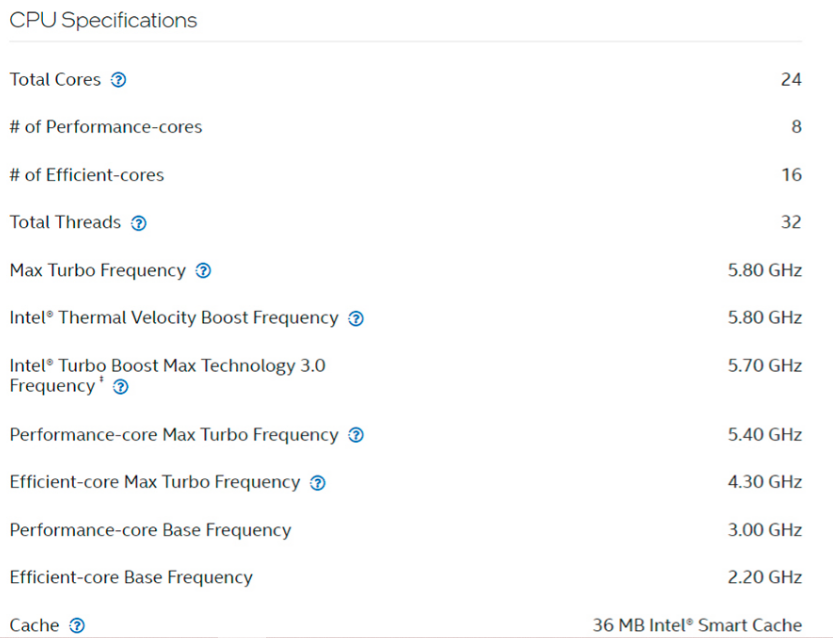 CPU Specifications
Total Cores 24
# of Performance-cores 8
# of Efficient-cores 16
Total Threads 32
Max Turbo Frequency 5.80 GHz
Intel® Thermal Velocity Boost Frequency 5.80 GHz
Intel® Turbo Boost Max Technology 3.0 5.70 GHz
Frequency ‡
Performance-core Max Turbo Frequency 5.40 GHz
Efficient-core Max Turbo Frequency 4.30 GHz
Performance-core Base Frequency 3.00 GHz
Efficient-core Base Frequency 2.20 GHz
Cache 36 MB Intel® Smart Cache